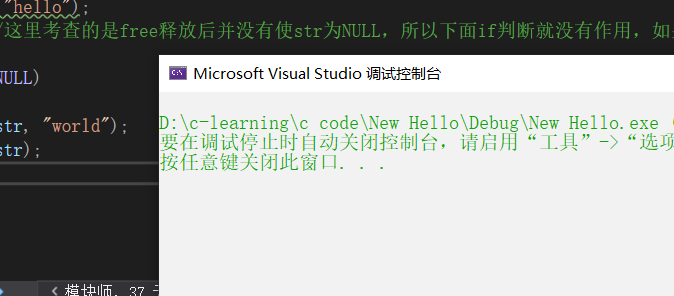 "hello");
/这里考查的是free释放后并没有使str为NULL，所以下面if判断就没有作用，如
NULL)
Microsoft Visual Studio 调试控制台
str, "world");
str);
D:\c-learning\c code\New Hello\Debug\New Hello.exe
要在调试停止时自动关闭控制台，请启用“工具”->“选项
按任意键关闭此窗口. . .
模块师, 37